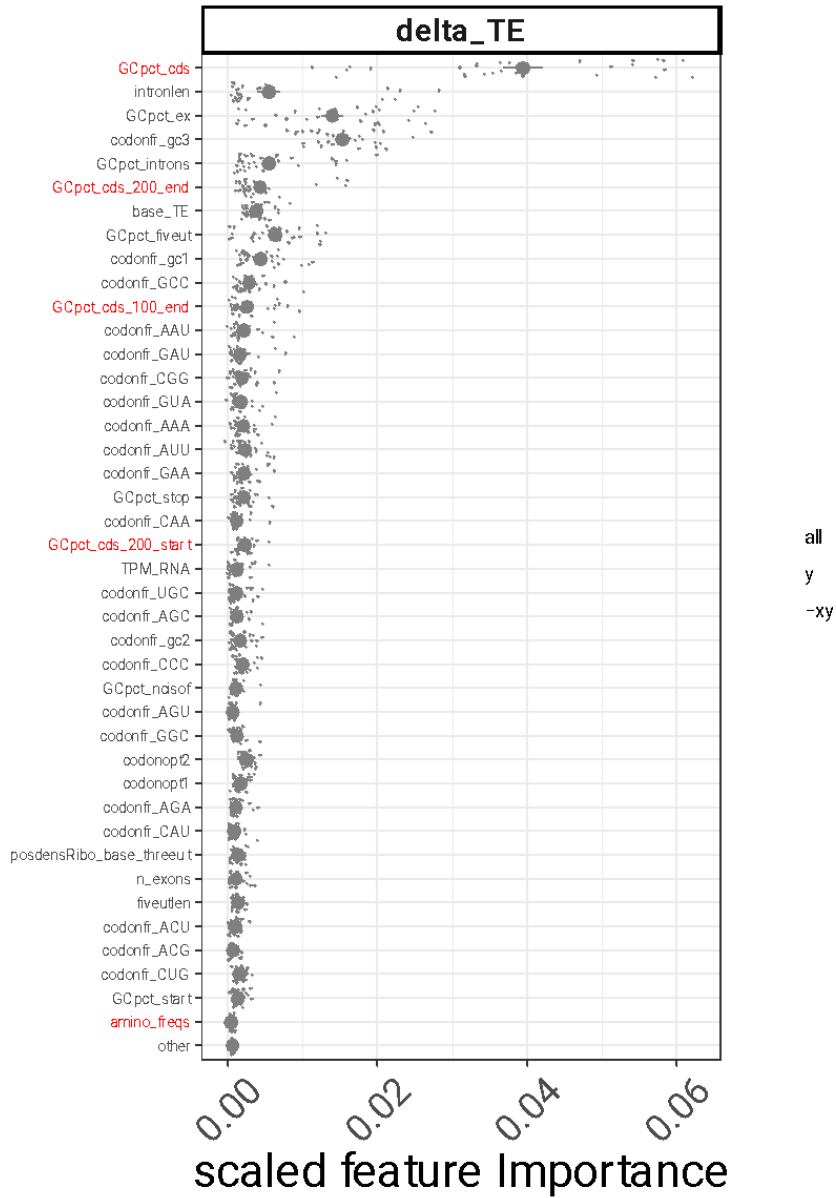 delta_TE
GCpct_cds
intronlen
GCpct_ex
codonfr_gc3
GCpct_introns
GCpct_cds_200_end
base_TE
GCpct_fiveut
codonfr_gc1
codonfr_GCC
GCpct_cds_100_end
codonfr_AAU
codonfr_GAU
codonfr_CGG
codonfr_GUA
codonfr_AAA
codonfr_AUU
codonfr_GAA
GCpct_stop
codonfr_CAA
GCpct_cds_200_start
TPM_RNA
codonfr_UGC
codonfr_AGC
codonfr_gc2
codonfr_CCC
GCpct_ncisof
codonfr_AGU
codonfr_GGC
codonopt2
codonopt1
codonfr_AGA
codonfr_CAU
posdensRibo_base_threeut
n_exons
fiveutlen
codonfr_ACU
codonfr_ACG
codonfr_CUG
GCpct_start
amino_freqs
other
0.00 0.02 0.04 0.06
scaled feature Importance
all
y
-xy